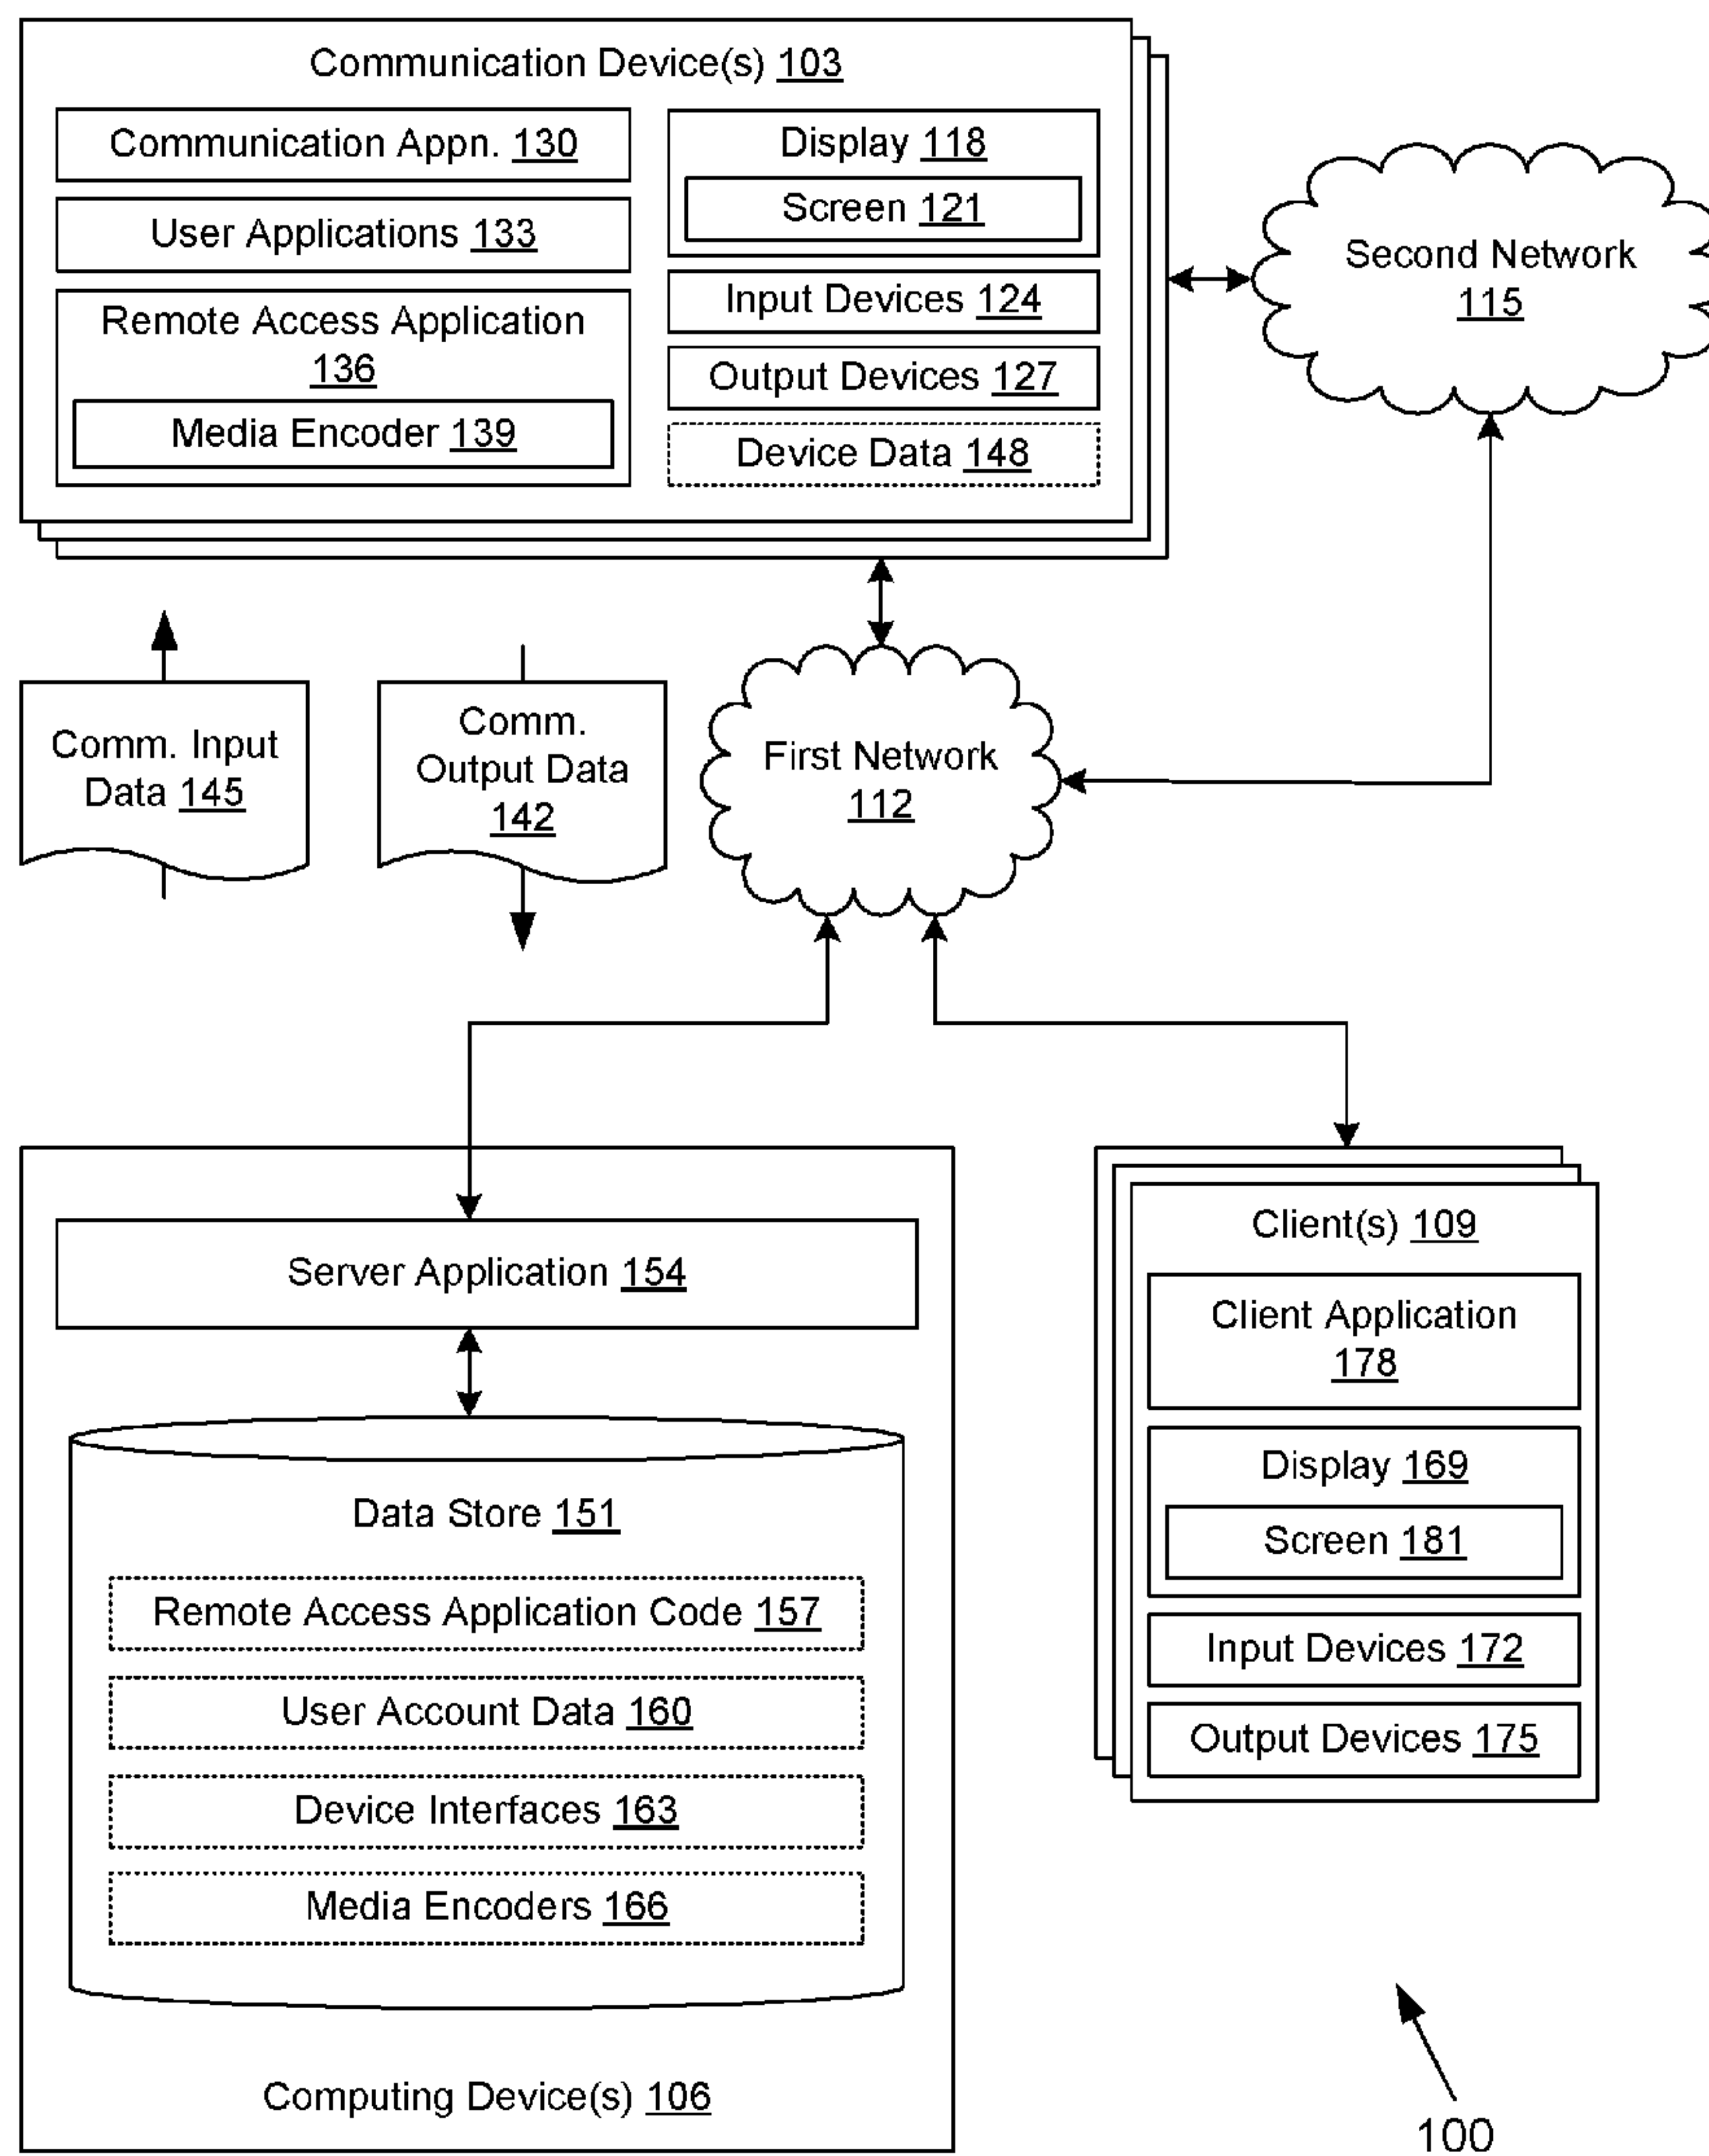 Communication Device(s) 103
Communication Appn. 130
User Applications 133
Remote Access Application
136
Media Encoder 139
Display 118
Screen 121
Input Devices 124
Output Devices 127
Device Data 148
Second Network
115
Comm. Input
Data 145
Comm.
Output Data
142
First Network
112
Server Application 154
Data Store 151
Remote Access Application Code 157
User Account Data 160
Device Interfaces 163
Media Encoders 166
Computing Device(s) 106
Client(s) 109
Client Application
178
Display 169
Screen 181
Input Devices 172
Output Devices 175
100